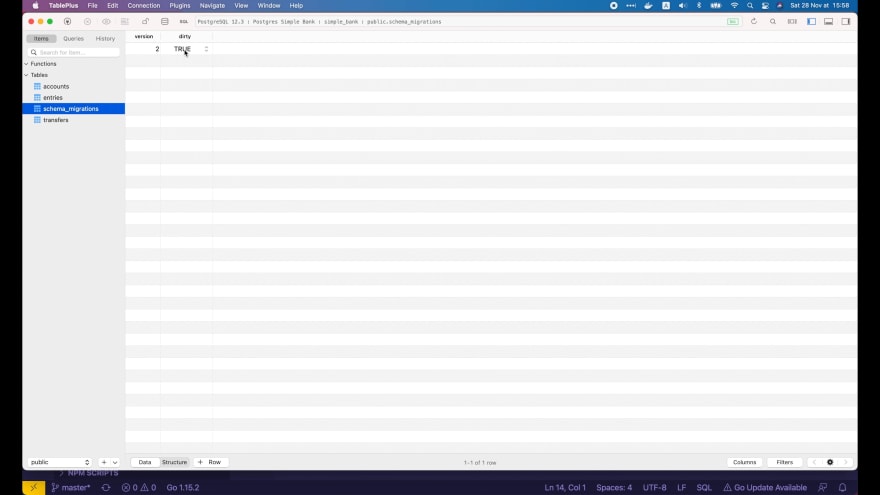 TablePlus File Edit Connection Plugins Navigate View Window Help Sat 28 Nov at 15:58
SQL PostgreSQL 12.3 : Postgres Simple Bank : simple_bank : public.schema_migrations
Items Queries History
version dirty
Search for item...
2 TRUE
Functions
Tables
accounts
entries
schema_migrations
transfers
public Data Structure + Row 1-1 of 1 row Columns Filters
NPM SCRIPTS
master* 0 0 Go 1.15.2 Ln 14, Col 1 Spaces: 4 UTF-8 LF SQL Go Update Available